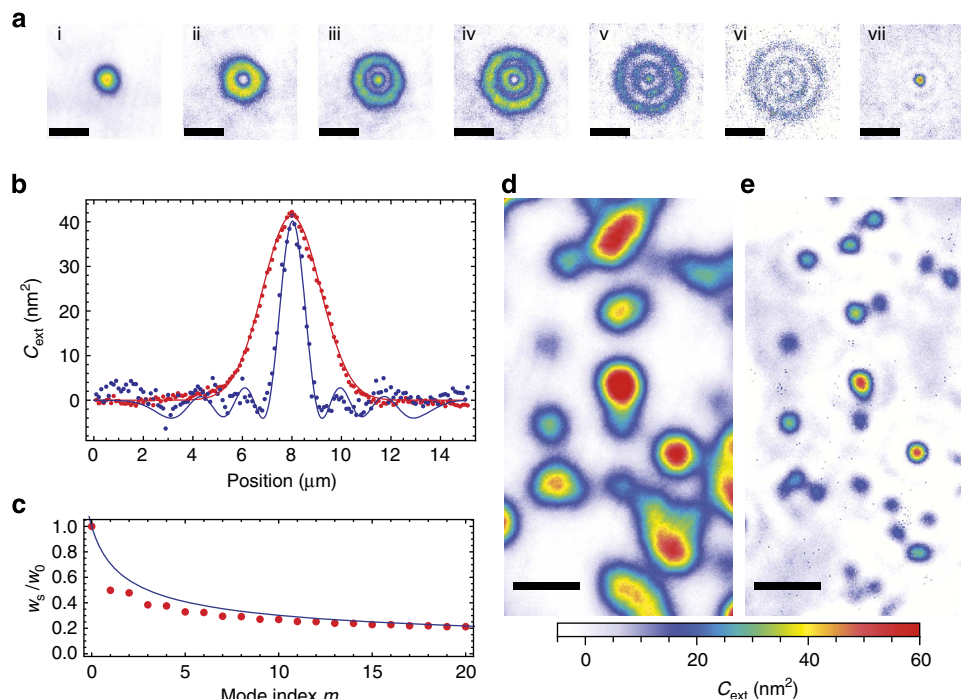 a
i ii iii iv v vi vii
b
40
30
20
10
0
C_ext (nm²)
0 2 4 6 8 10 12 14
Position (μm)
c
1.0
0.8
0.6
0.4
0.2
0.0
w_s/w_0
0 5 10 15 20
Mode index m
d
e
0 20 40 60
C_ext (nm²)